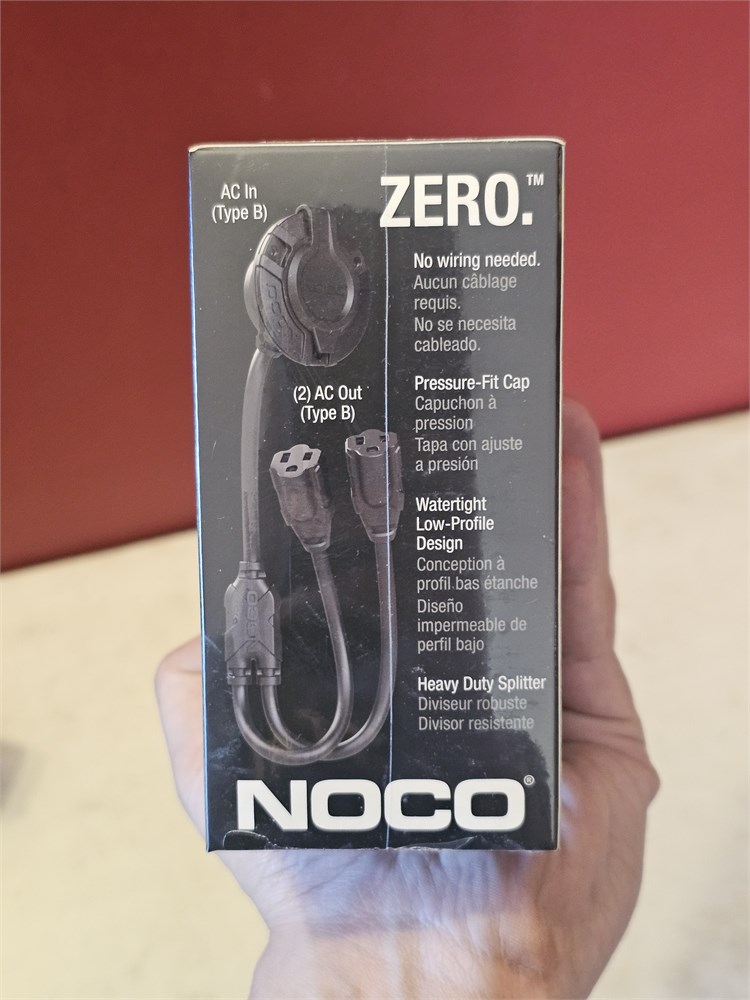 AC In
(Type B)
ZERO.™
No wiring needed.
Aucun câblage
requis.
No se necesita
cableado.
(2) AC Out
(Type B)
Pressure-Fit Cap
Capuchon à
pression
Tapa con ajuste
a presión
Watertight
Low-Profile
Design
Conception à
profil bas étanche
Diseño
impermeable de
perfil bajo
Heavy Duty Splitter
Diviseur robuste
Divisor resistente
NOCO
NOCO
NOCO®